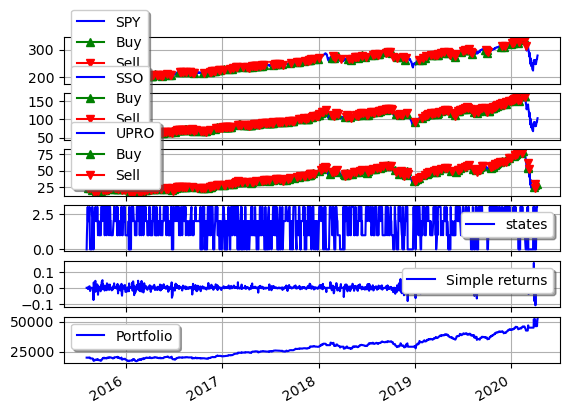 SPY
Buy
Sell
300
200
SSO
Buy
Sell
150
100
50
UPRO
Buy
Sell
75
50
25
2.5
0.0
states
0.1
0.0
−0.1
Simple returns
50000
25000
Portfolio
2016 2017 2018 2019 2020